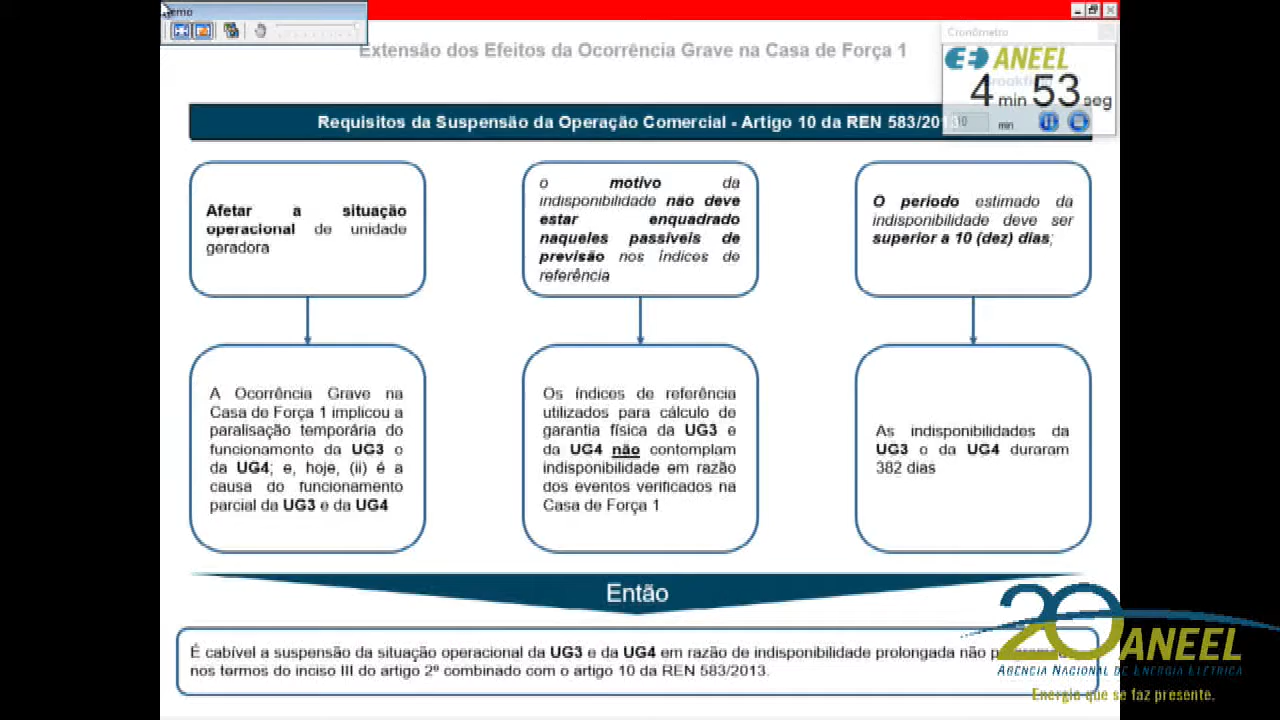 emo
Extensão dos Efeitos da Ocorrência Grave na Casa de Força 1
Cronômetro
ANEEL
4 min 53 seg
min
Requisitos da Suspensão da Operação Comercial - Artigo 10 da REN 583/2013
Afetar a situação
operacional de unidade
geradora
o motivo da
indisponibilidade não deve
estar enquadrado
naqueles passíveis de
previsão nos índices de
referência
O período estimado da
indisponibilidade deve ser
superior a 10 (dez) dias;
A Ocorrência Grave na
Casa de Força 1 implicou a
paralisação temporária do
funcionamento da UG3 e
da UG4; e, hoje, (ii) é a
causa do funcionamento
parcial da UG3 e da UG4
Os índices de referência
utilizados para cálculo de
garantia física da UG3 e
da UG4 não contemplam
indisponibilidade em razão
dos eventos verificados na
Casa de Força 1
As indisponibilidades da
UG3 e da UG4 duraram
382 dias
Então
É cabível a suspensão da situação operacional da UG3 e da UG4 em razão de indisponibilidade prolongada não
nos termos do inciso III do artigo 2º combinado com o artigo 10 da REN 583/2013.
20 ANEEL
AGÊNCIA NACIONAL DE ENERGIA ELÉTRICA
Energia que se faz presente.